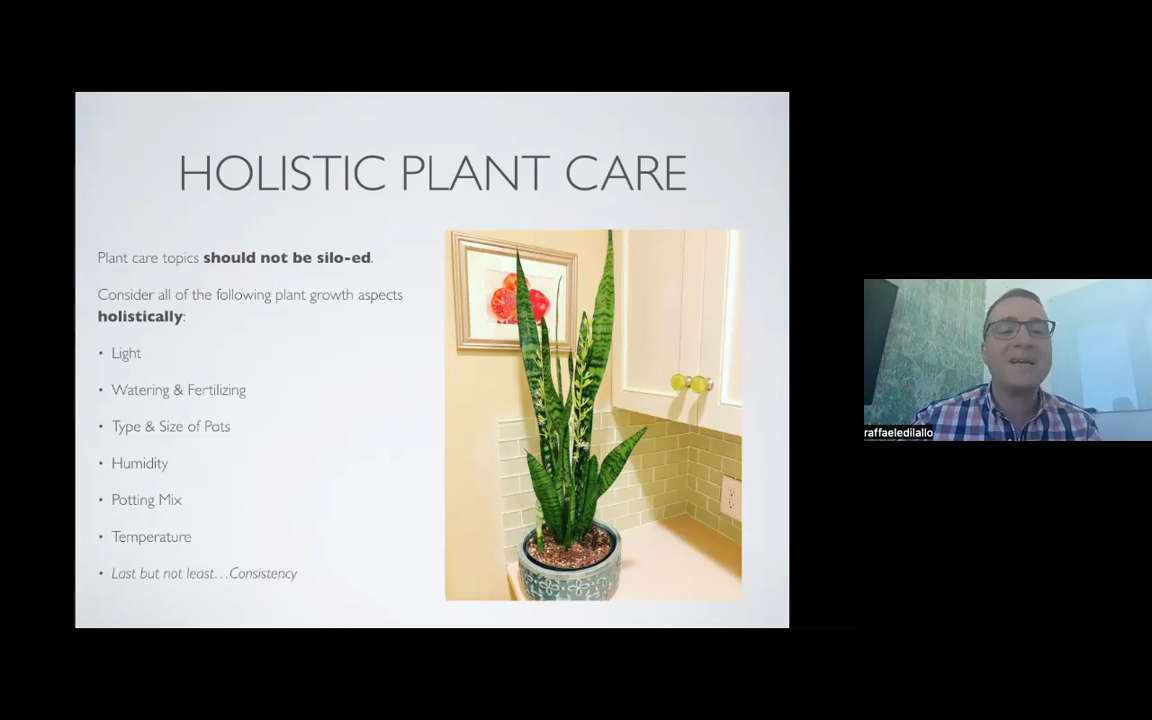 HOLISTIC PLANT CARE
Plant care topics should not be silo-ed.
Consider all of the following plant growth aspects
holistically:
• Light
• Watering & Fertilizing
• Type & Size of Pots
• Humidity
• Potting Mix
• Temperature
• Last but not least…Consistency
raffaeledilallo